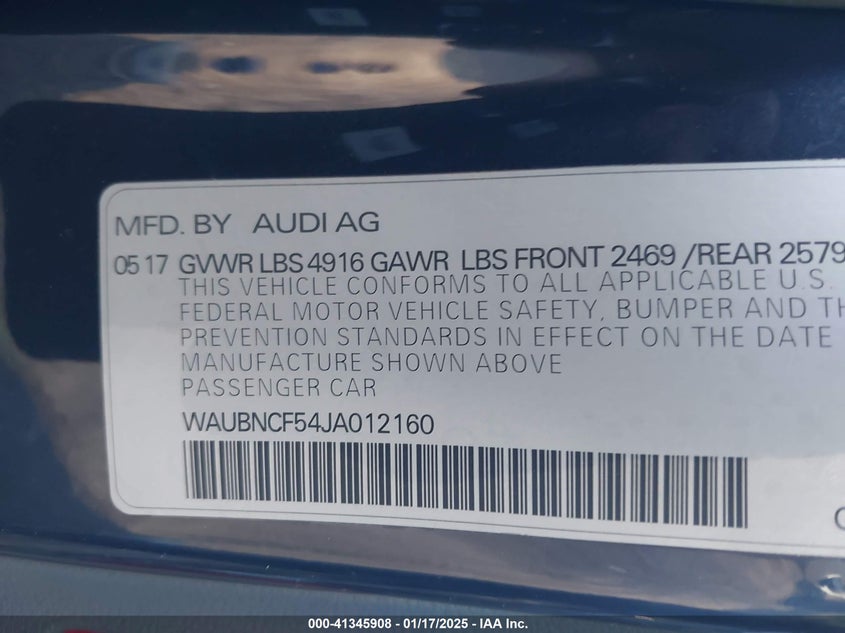 MFD. BY AUDI AG
05 17 GVWR LBS 4916 GAWR LBS FRONT 2469 /REAR 2579
THIS VEHICLE CONFORMS TO ALL APPLICABLE U.S.
FEDERAL MOTOR VEHICLE SAFETY, BUMPER AND
PREVENTION STANDARDS IN EFFECT ON THE DATE
MANUFACTURE SHOWN ABOVE
PASSENGER CAR
WAUBNCF54JA012160
000-41345908 - 01/17/2025 - IAA Inc.